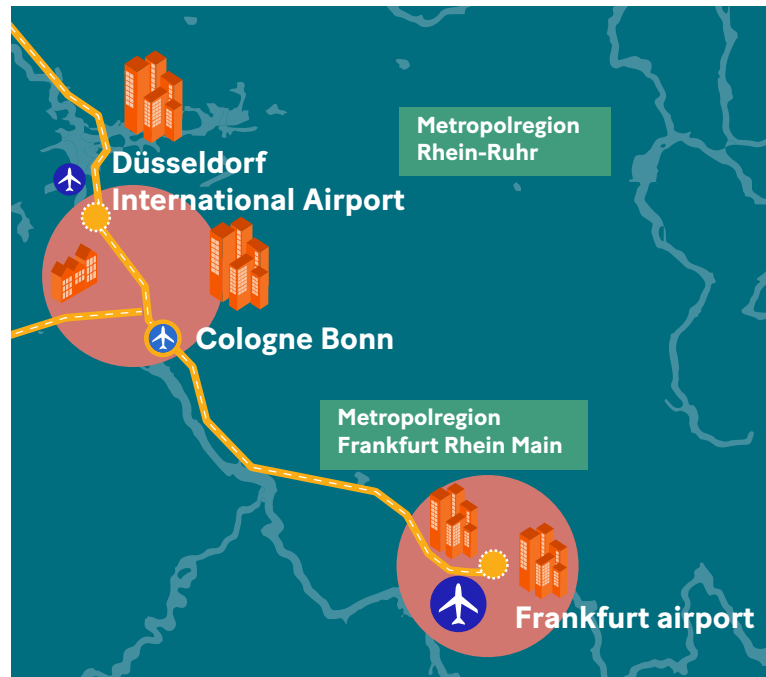 Metropolregion
Rhein-Ruhr
Düsseldorf
International Airport
Cologne Bonn
Metropolregion
Frankfurt Rhein Main
Frankfurt airport